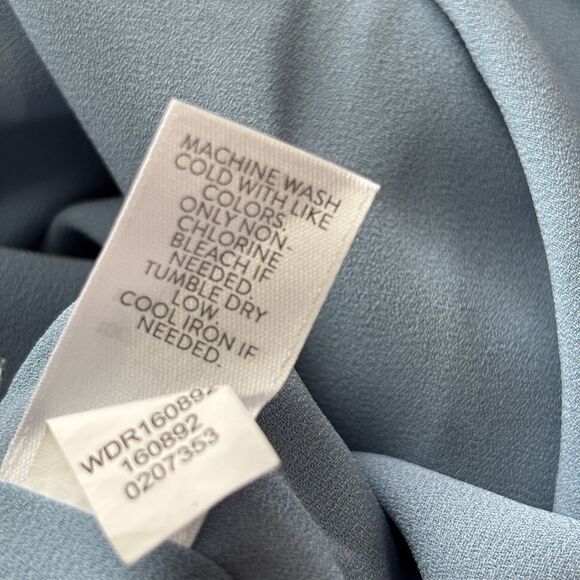 MACHINE WASH
COLD WITH LIKE
COLORS.
ONLY NON-
CHLORINE
BLEACH IF
NEEDED
TUMBLE DRY
LOW.
COOL IRON IF
NEEDED.
WDR160892
160892
0207353